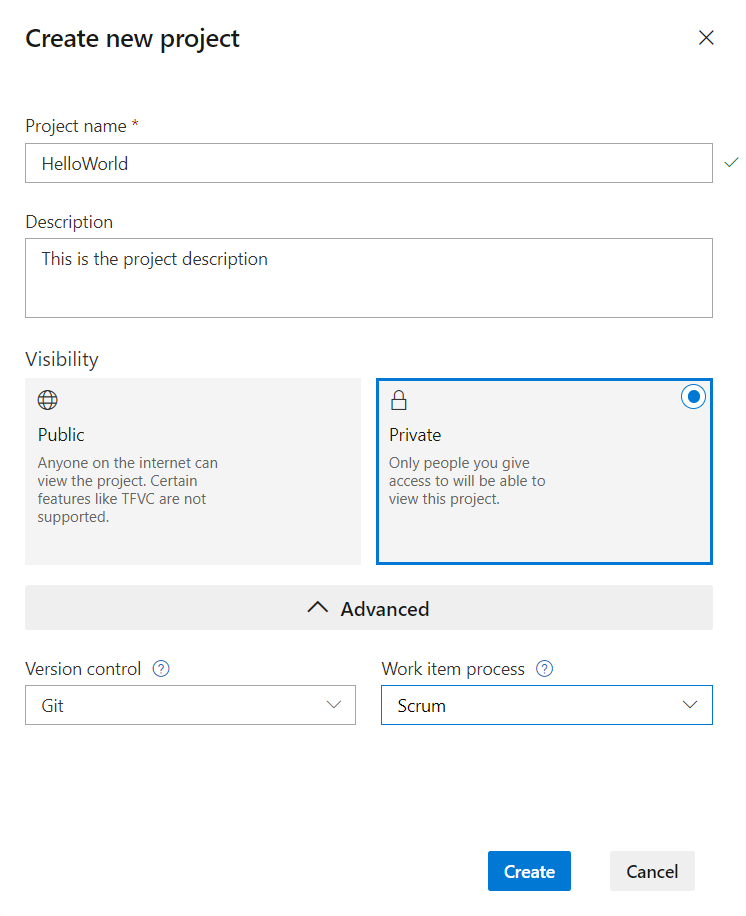 Create new project
Project name *
HelloWorld
Description
This is the project description
Visibility
Public
Anyone on the internet can
view the project. Certain
features like TFVC are not
supported.
Private
Only people you give
access to will be able to
view this project.
Advanced
Version control ?
Git
Work item process ?
Scrum
Create
Cancel